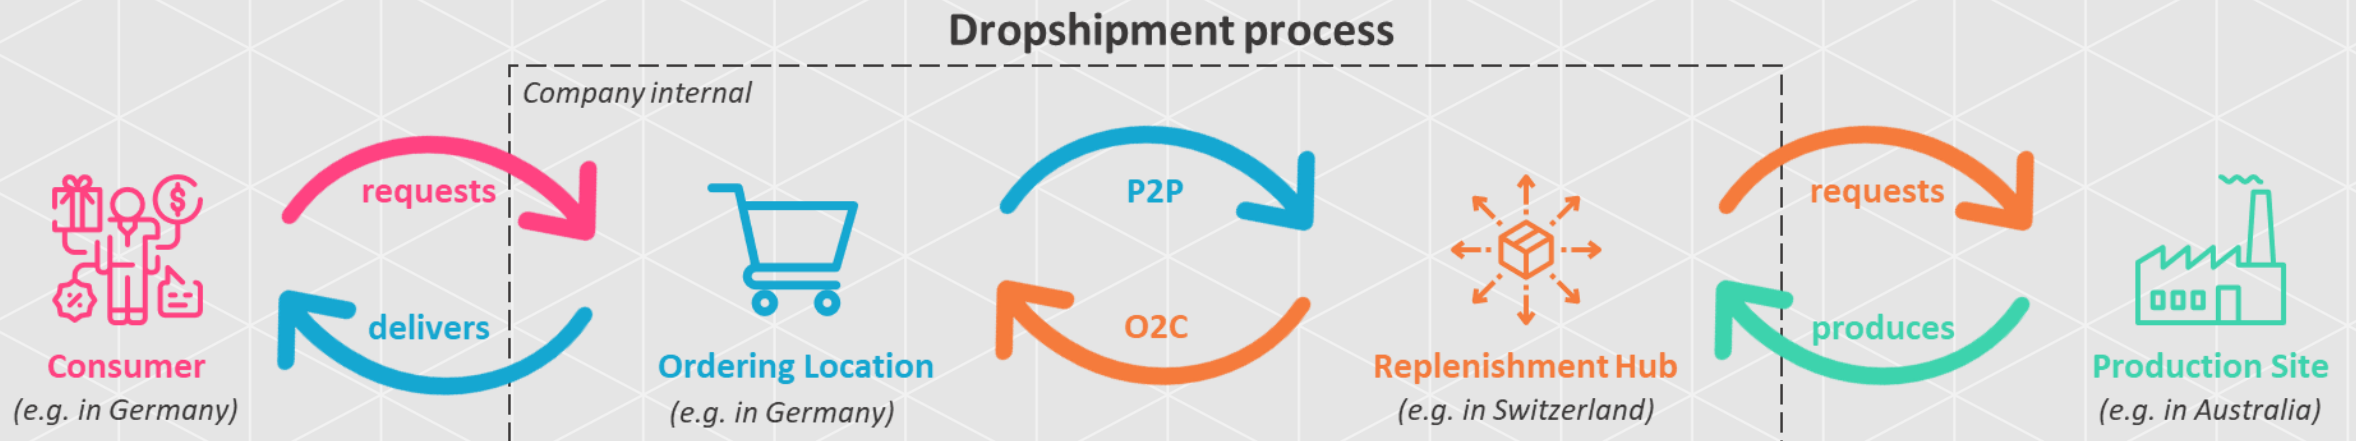 Dropshipment process
Company internal
requests
P2P
requests
delivers
O2C
produces
Consumer
Ordering Location
Replenishment Hub
Production Site
(e.g. in Germany)
(e.g. in Germany)
(e.g. in Switzerland)
(e.g. in Australia)